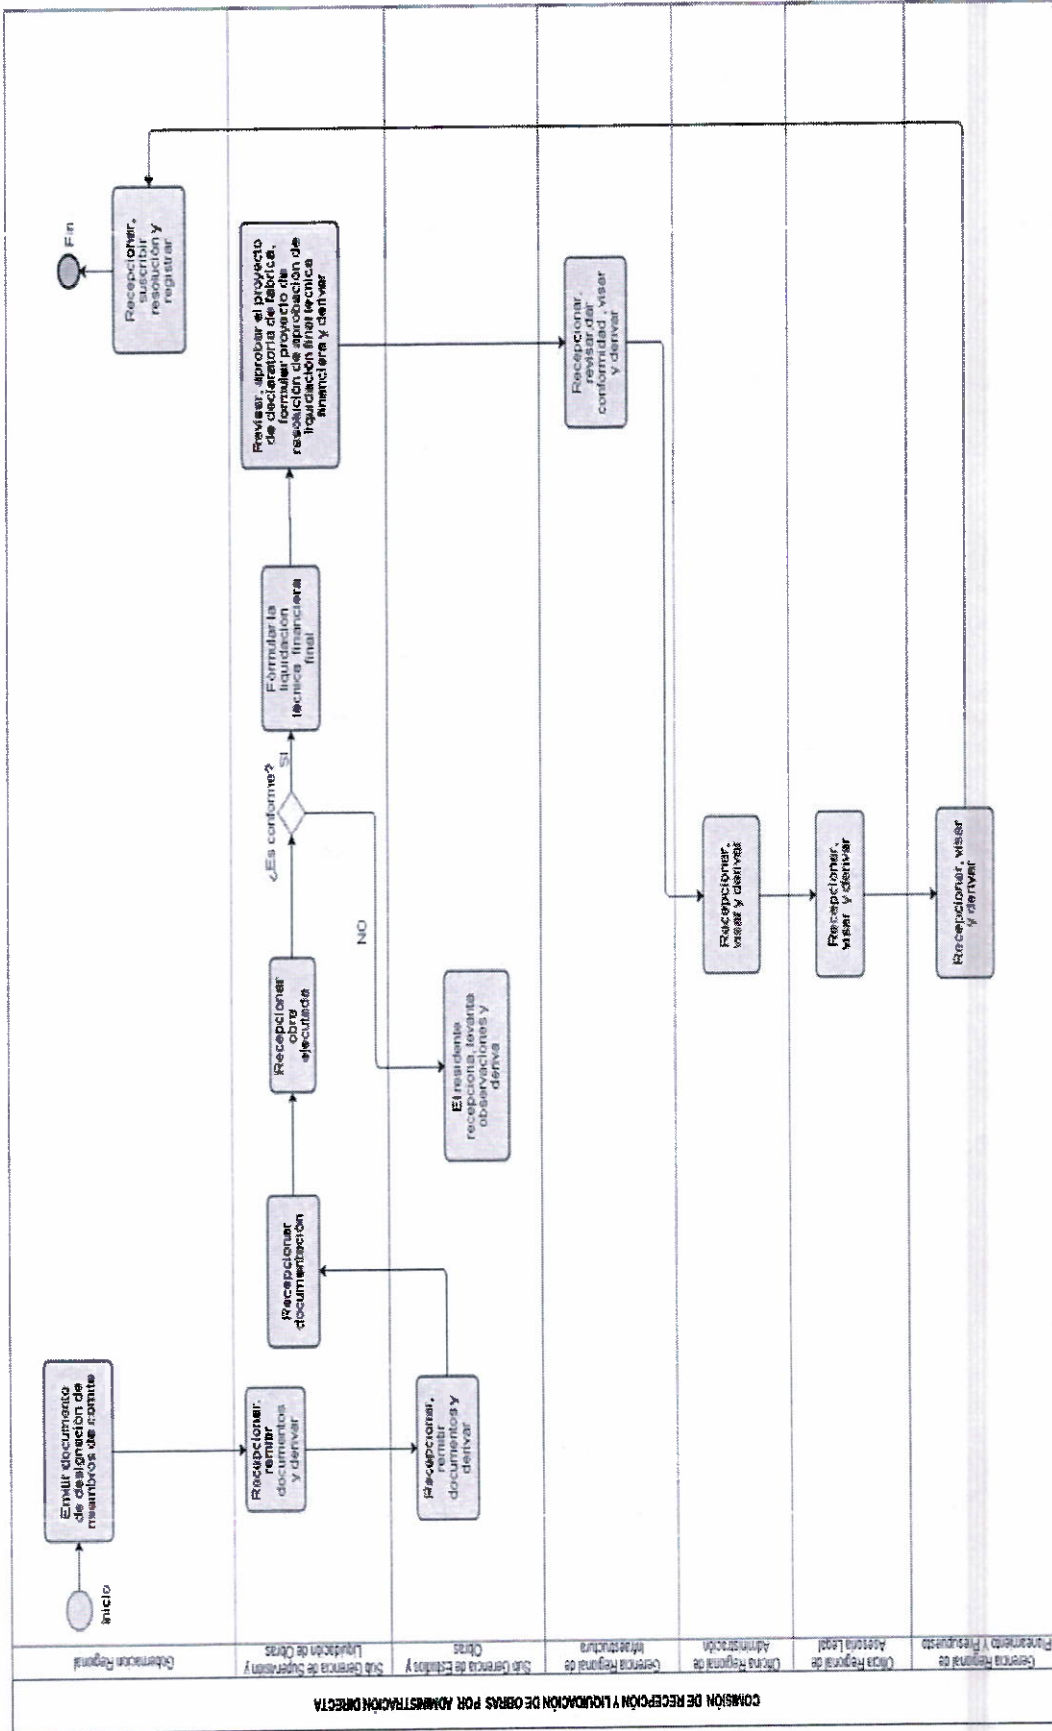 COMISIÓN DE RECEPCIÓN Y LIQUIDACIÓN DE OBRAS POR ADMINISTRACIÓN DIRECTA
Gobernación Regional
Inicio
Emitir documento
de designación de
miembros de comite
Recepcionar,
suscribir
resolución y
registrar
Fin
Sub Gerencia de Supervisión y
Liquidación de Obras
Recepcionar,
remitir
documentos
y derivar
Recepcionar
documentación
Recepcionar
obra
ejecutada
¿Es conforme?
SI
NO
Formular la
liquidación
técnica financiera
final
Revisar, aprobar el proyecto
de declaratoria de fabrica,
formular proyecto de
resolución de aprobación de
liquidación final tecnica
financiera y derivar
Sub Gerencia de Estudios y
Obras
Recepcionar,
remitir
documentos y
derivar
El residente
recepciona, levanta
observaciones y
deriva
Gerencia Regional de
Infraestructura
Recepcionar,
revisar, dar
conformidad, visar
y derivar
Oficina Regional de
Administración
Recepcionar,
visar y derivar
Oficia Regional de
Asesoria Legal
Recepcionar,
visar y derivar
Gerencia Regional de
Planeamiento Y Presupuesto
Recepcionar, visar
y derivar